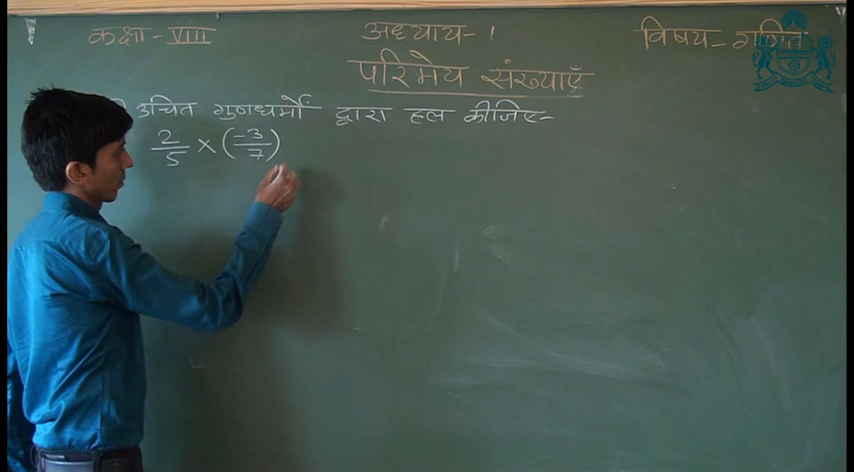 कक्षा - VIII अध्याय - 1 विषय - गणित
परिमेय संख्याएँ
उचित गुणधर्मों द्वारा हल कीजिए -
2/5 × (-3/7)